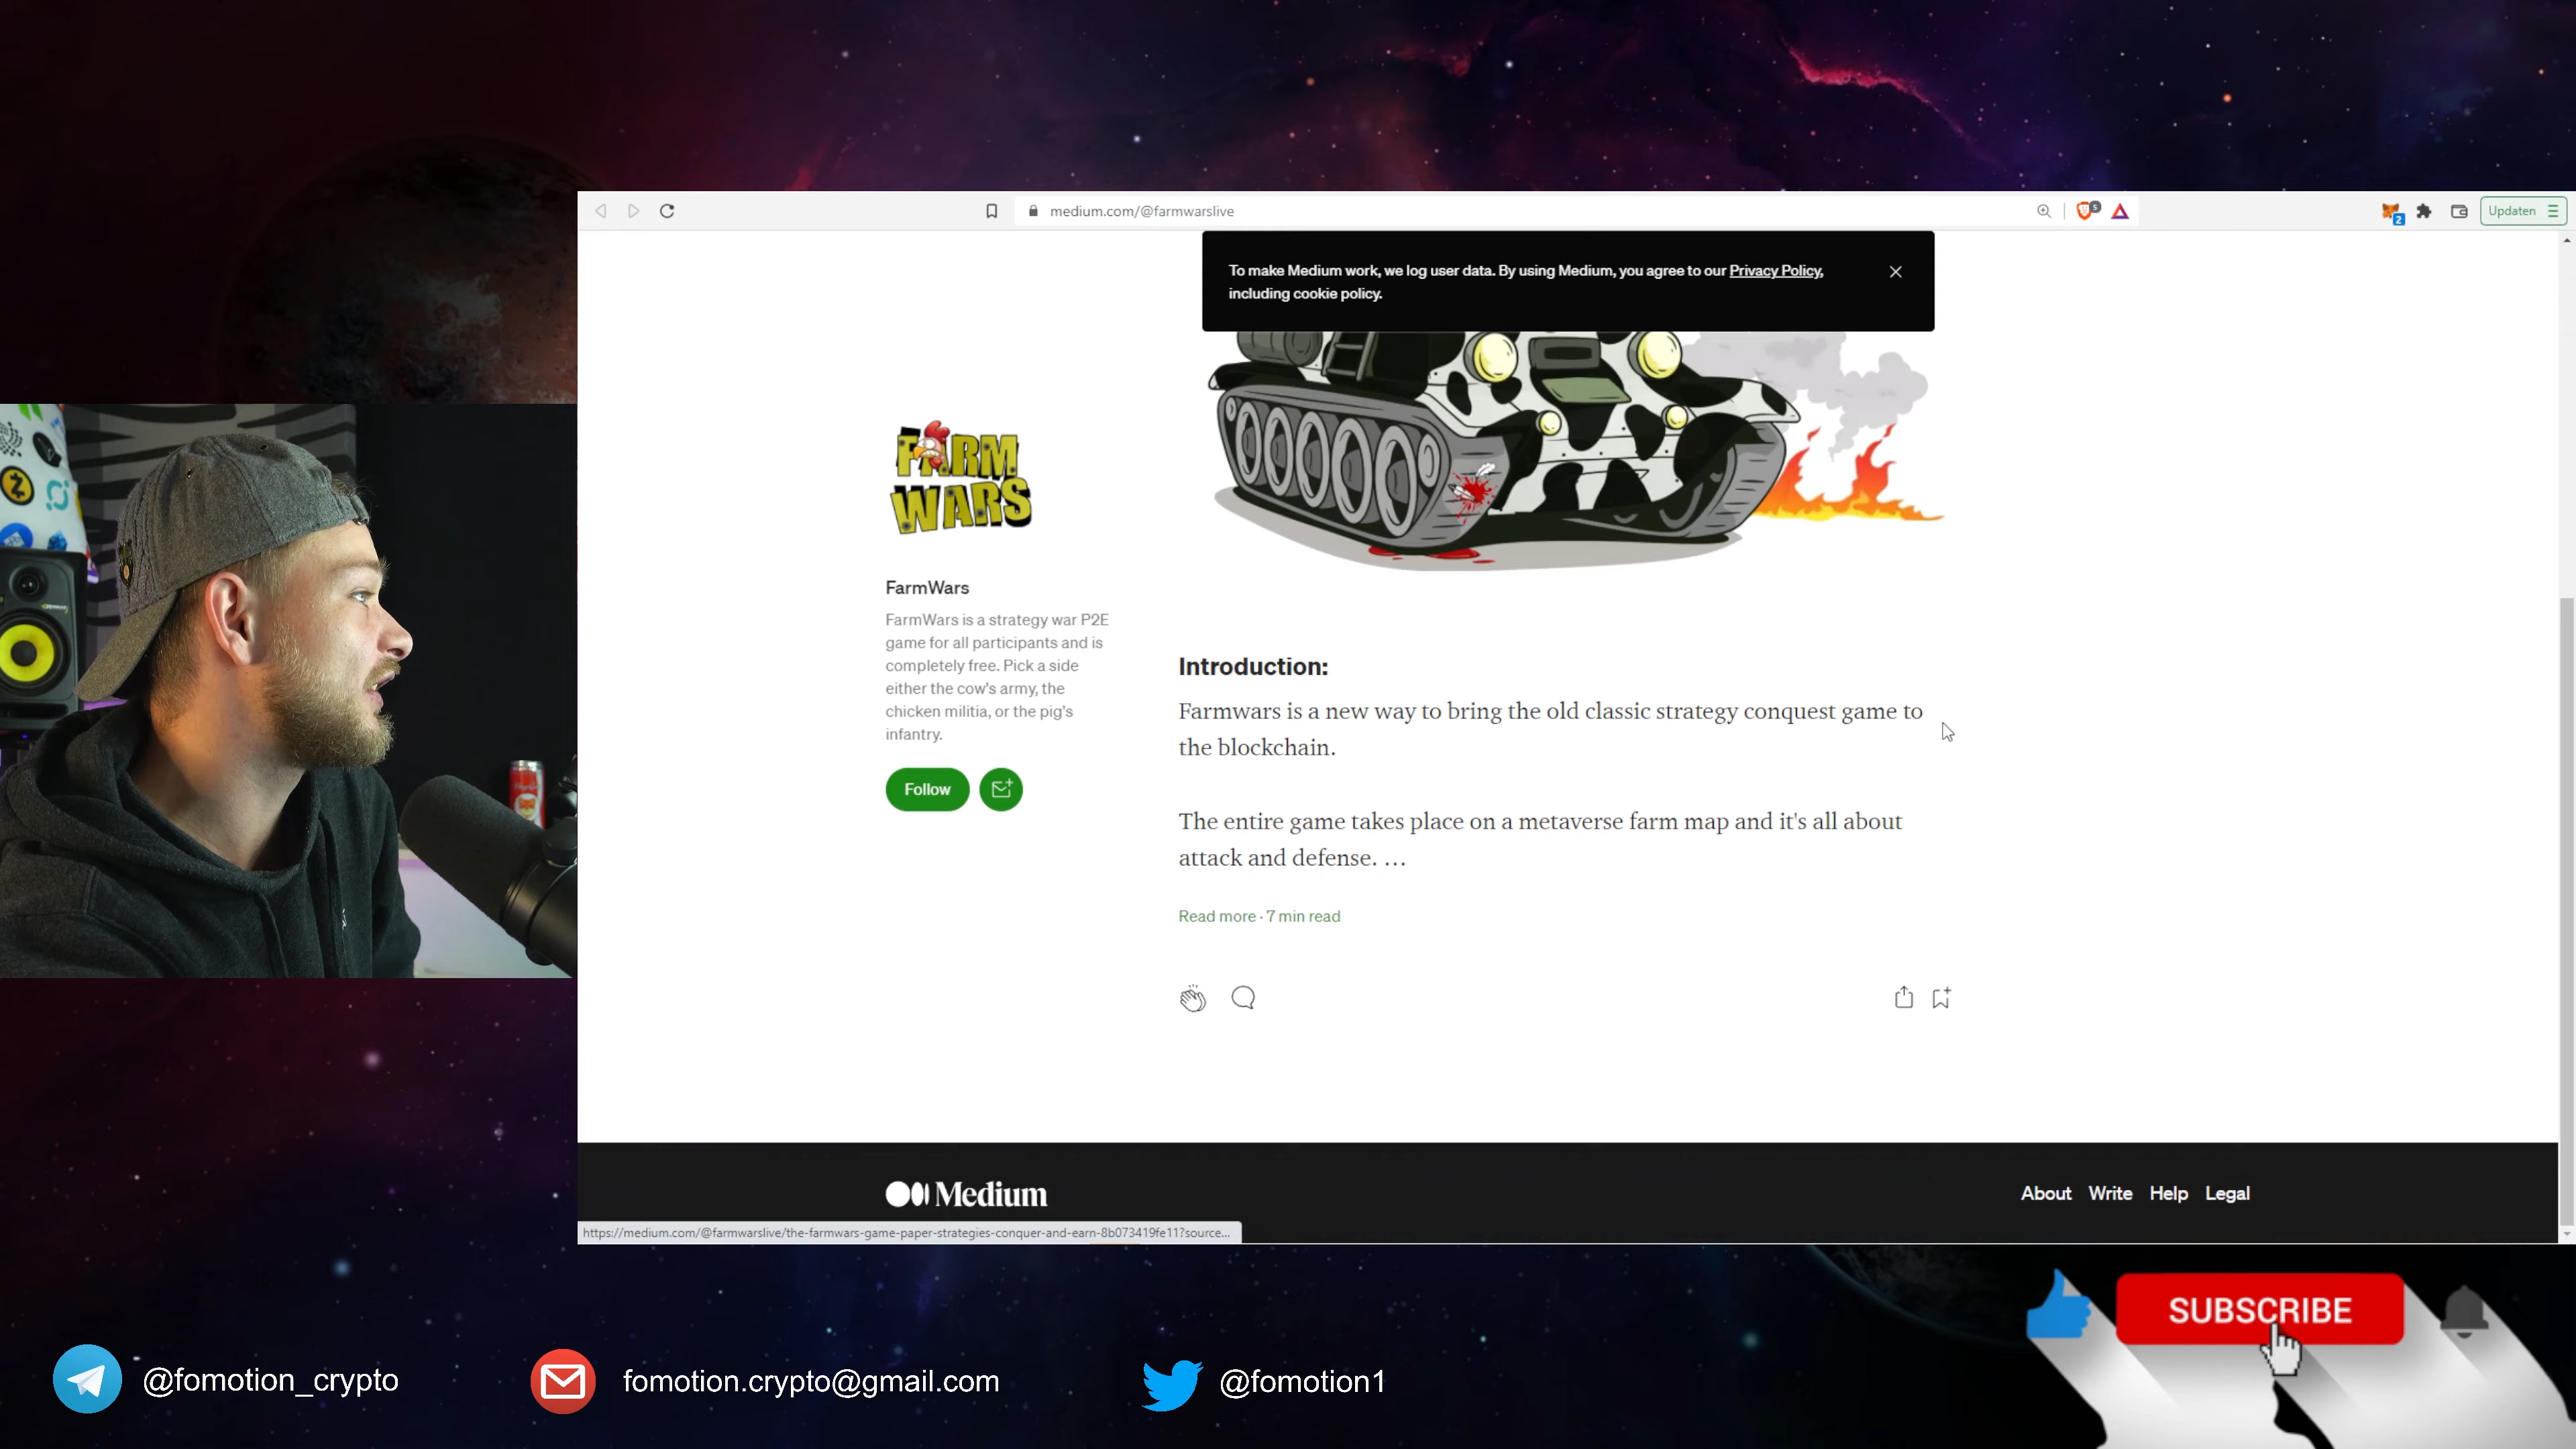 medium.com/@farmwarslive
5
2
Updaten
To make Medium work, we log user data. By using Medium, you agree to our Privacy Policy,
including cookie policy.
FARM
WARS
FarmWars
FarmWars is a strategy war P2E
game for all participants and is
completely free. Pick a side
either the cow's army, the
chicken militia, or the pig's
infantry.
Follow
Introduction:
Farmwars is a new way to bring the old classic strategy conquest game to
the blockchain.
The entire game takes place on a metaverse farm map and it's all about
attack and defense. …
Read more · 7 min read
Medium
About Write Help Legal
https://medium.com/@farmwarslive/the-farmwars-game-paper-strategies-conquer-and-earn-8b073419fe11?source...
SUBSCRIBE
@fomotion_crypto
fomotion.crypto@gmail.com
@fomotion1